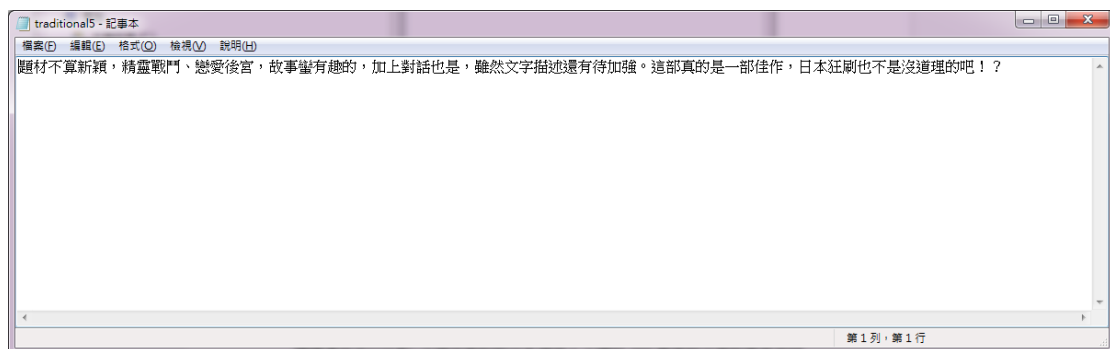 traditional5 - 記事本
檔案(F) 編輯(E) 格式(O) 檢視(V) 說明(H)
題材不算新穎，精靈戰鬥、戀愛後宮，故事蠻有趣的，加上對話也是，雖然文字描述還有待加強。這部真的是一部佳作，日本狂刷也不是沒道理的吧！？
第 1 列，第 1 行